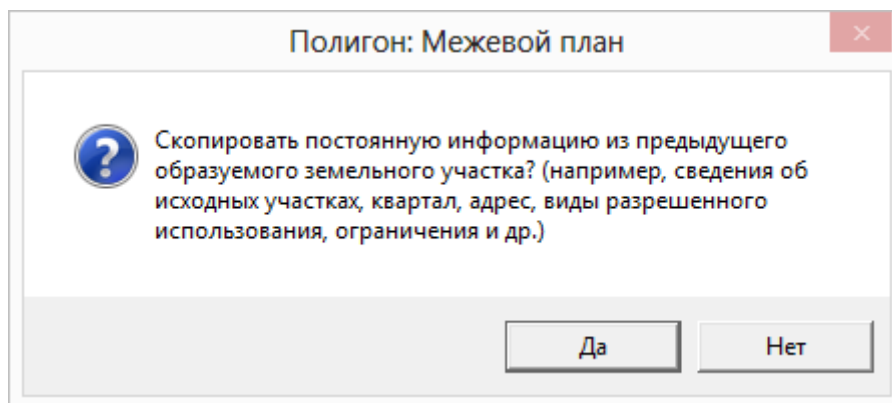 Полигон: Межевой план
Скопировать постоянную информацию из предыдущего
образуемого земельного участка? (например, сведения об
исходных участках, квартал, адрес, виды разрешенного
использования, ограничения и др.)
Да
Нет